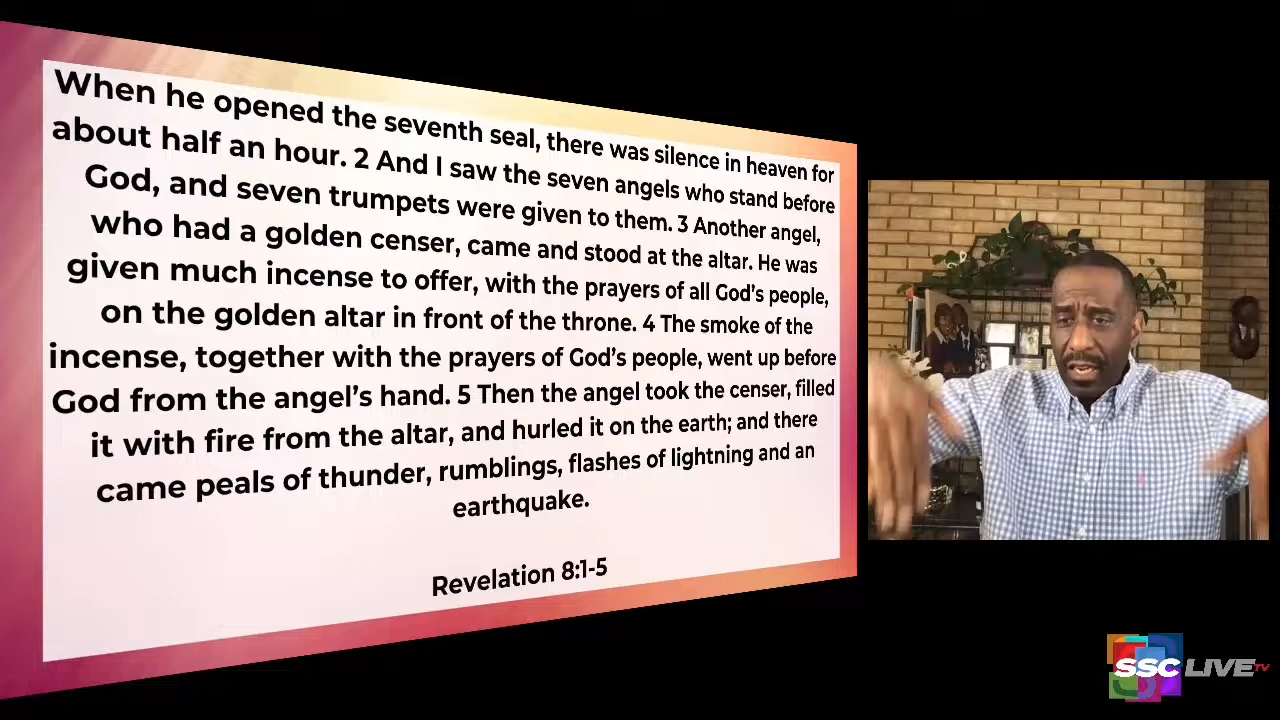 When he opened the seventh seal, there was silence in heaven for
about half an hour. 2 And I saw the seven angels who stand before
God, and seven trumpets were given to them. 3 Another angel,
who had a golden censer, came and stood at the altar. He was
given much incense to offer, with the prayers of all God’s people,
on the golden altar in front of the throne. 4 The smoke of the
incense, together with the prayers of God’s people, went up before
God from the angel’s hand. 5 Then the angel took the censer, filled
it with fire from the altar, and hurled it on the earth; and there
came peals of thunder, rumblings, flashes of lightning and an
earthquake.
Revelation 8:1-5
SSC LIVE TV